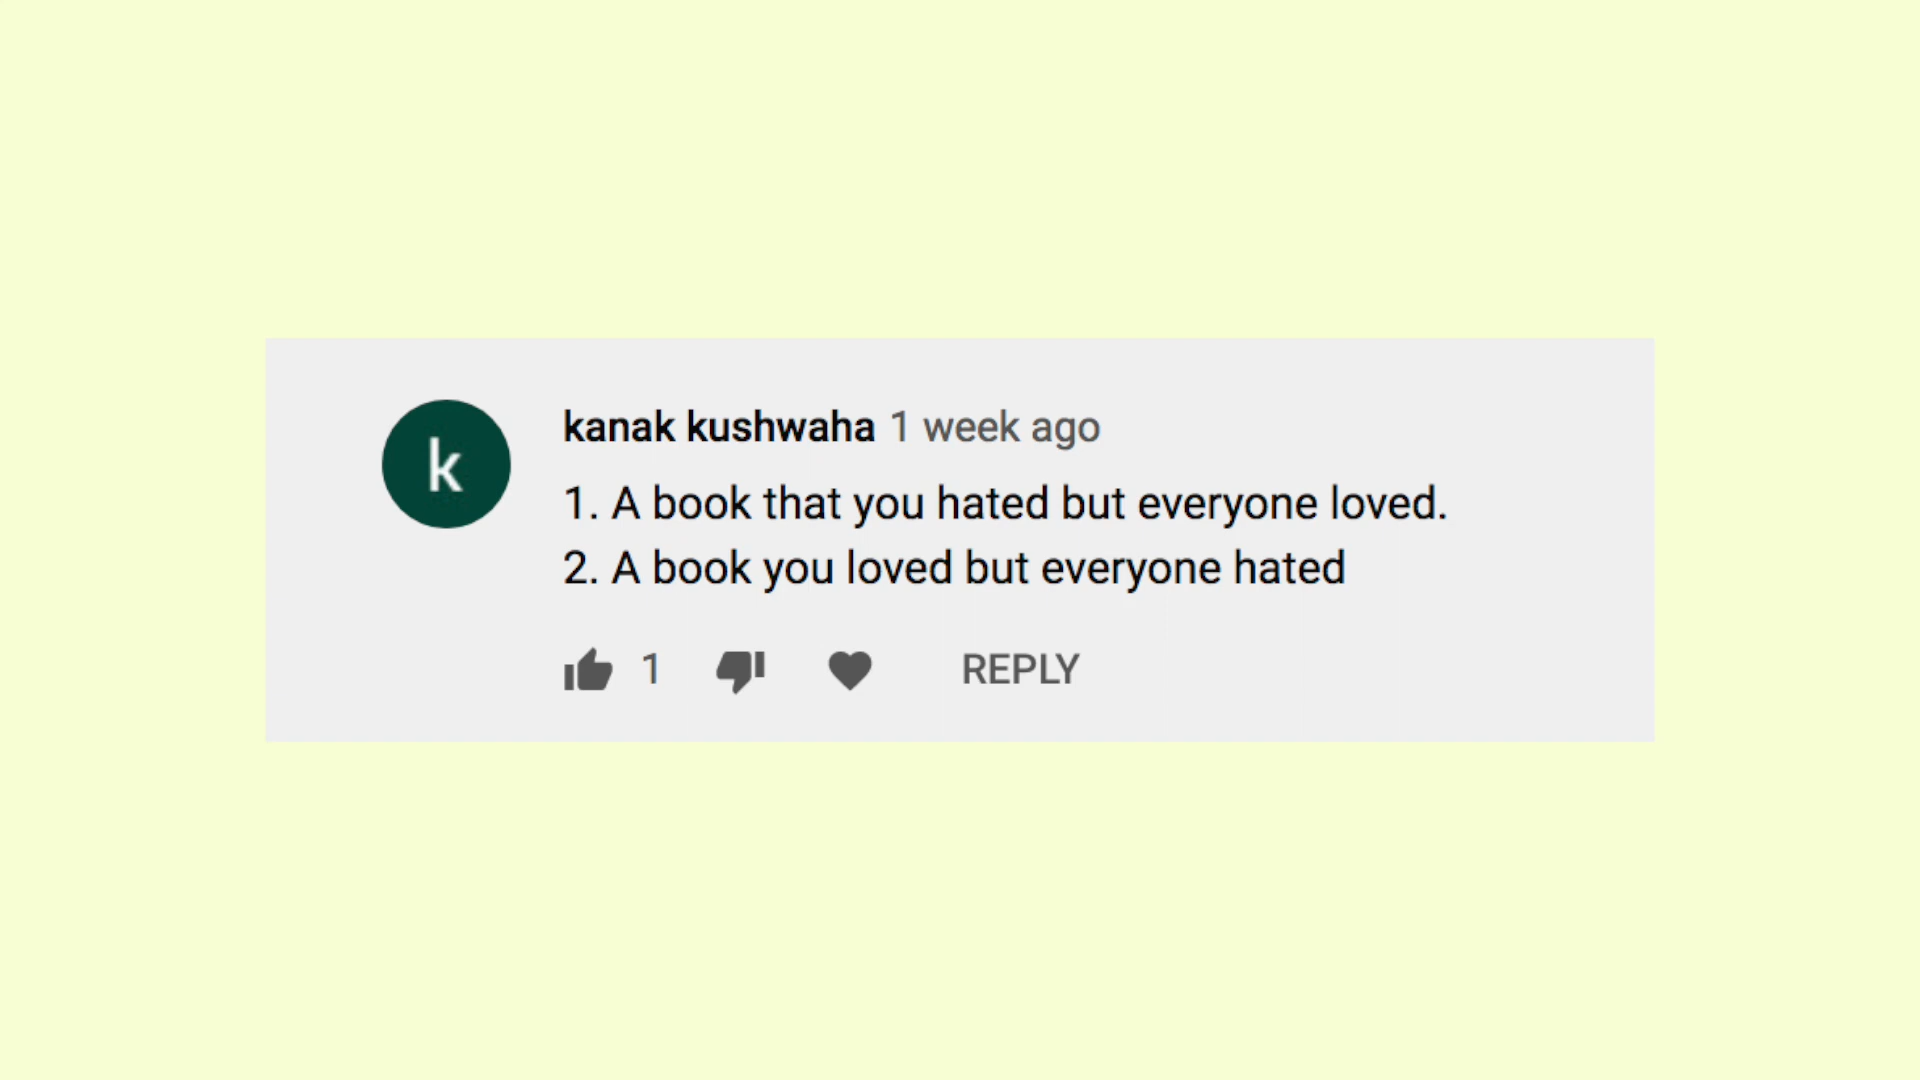 k
kanak kushwaha 1 week ago
1. A book that you hated but everyone loved.
2. A book you loved but everyone hated
1 REPLY